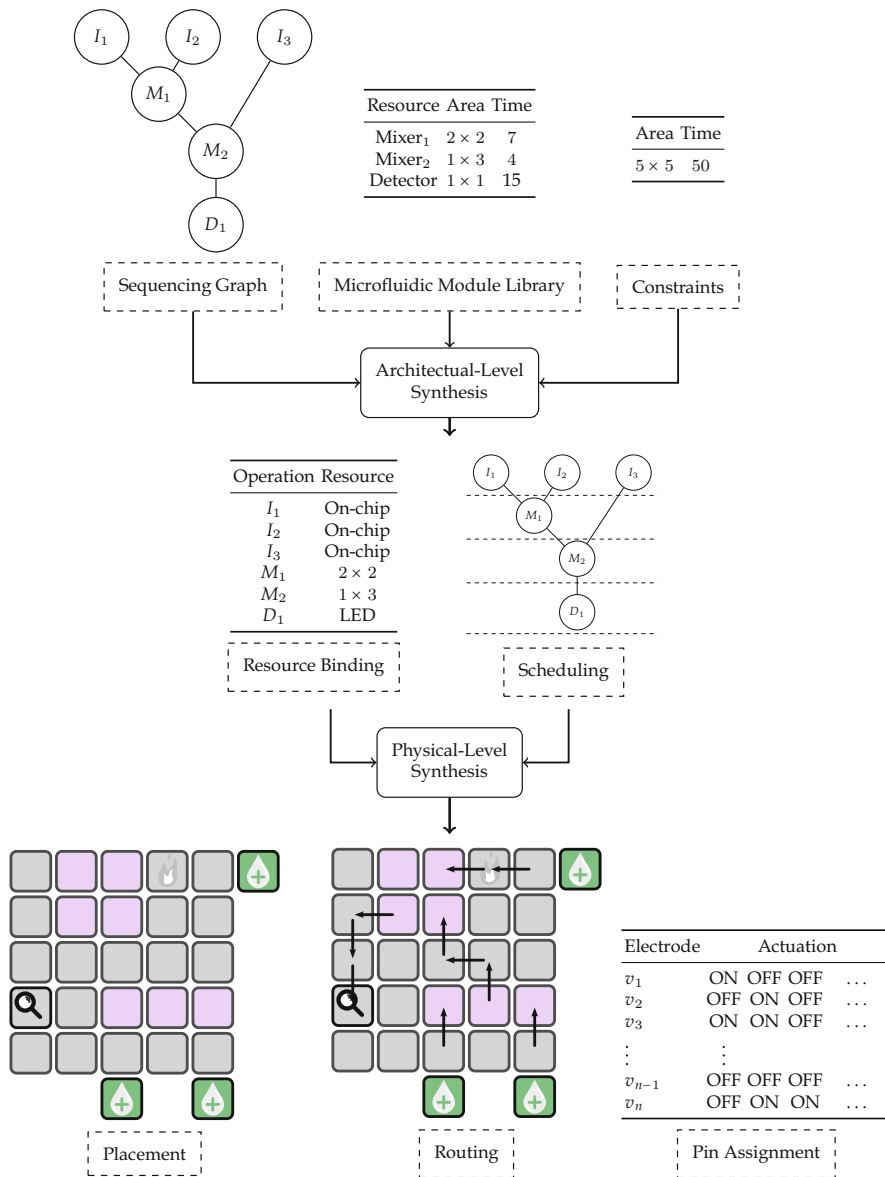 I₁ I₂ I₃
M₁
M₂
D₁
Resource Area Time
Mixer₁ 2 × 2 7
Mixer₂ 1 × 3 4
Detector 1 × 1 15
Area Time
5 × 5 50
Sequencing Graph
Microfluidic Module Library
Constraints
Architectual-Level
Synthesis
Operation Resource
I₁ On-chip
I₂ On-chip
I₃ On-chip
M₁ 2 × 2
M₂ 1 × 3
D₁ LED
I₁ I₂ I₃
M₁
M₂
D₁
Resource Binding
Scheduling
Physical-Level
Synthesis
Electrode Actuation
v₁ ON OFF OFF …
v₂ OFF ON OFF …
v₃ ON ON OFF …
⋮ ⋮
vₙ₋₁ OFF OFF OFF …
vₙ OFF ON ON …
Placement
Routing
Pin Assignment